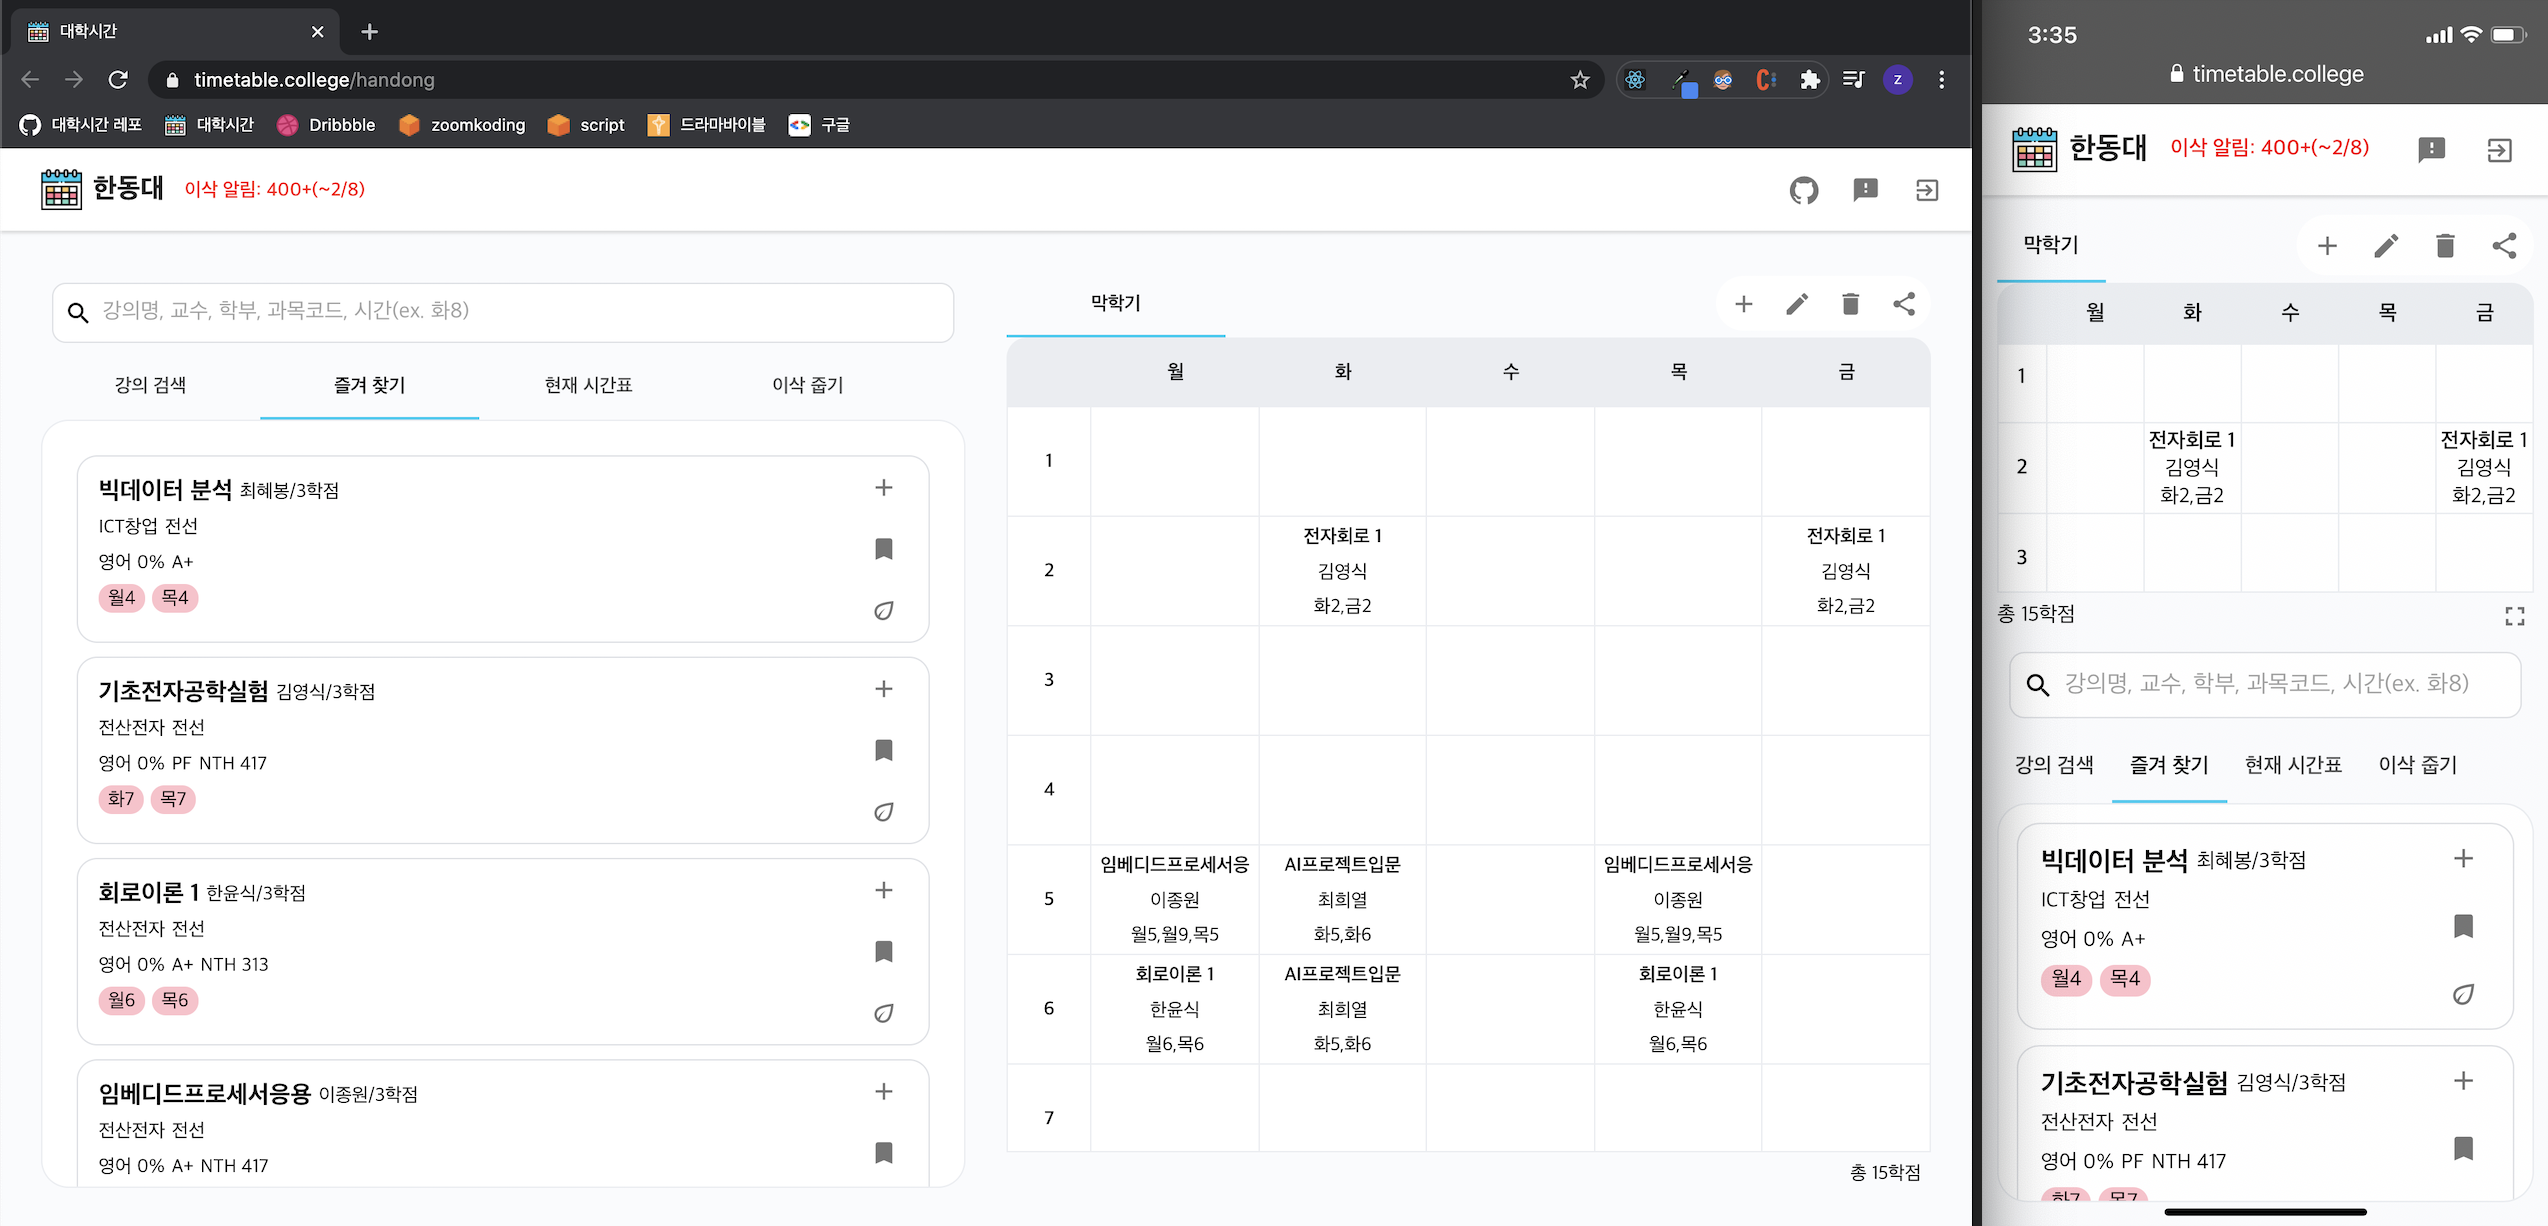 대학시간
timetable.college/handong
z
대학시간 레포 대학시간 Dribbble zoomkoding script 드라마바이블 구글
한동대 이삭 알림: 400+(~2/8)
강의명, 교수, 학부, 과목코드, 시간(ex. 화8)
강의 검색 즐겨 찾기 현재 시간표 이삭 줍기
빅데이터 분석 최혜봉/3학점
ICT창업 전선
영어 0% A+
월4 목4
기초전자공학실험 김영식/3학점
전산전자 전선
영어 0% PF NTH 417
화7 목7
회로이론 1 한윤식/3학점
전산전자 전선
영어 0% A+ NTH 313
월6 목6
임베디드프로세서응용 이종원/3학점
전산전자 전선
영어 0% A+ NTH 417
막학기
월 화 수 목 금
1
전자회로 1 전자회로 1
2 김영식 김영식
화2,금2 화2,금2
3
4
임베디드프로세서응 AI프로젝트입문 임베디드프로세서응
5 이종원 최희열 이종원
월5,월9,목5 화5,화6 월5,월9,목5
회로이론 1 AI프로젝트입문 회로이론 1
6 한윤식 최희열 한윤식
월6,목6 화5,화6 월6,목6
7
총 15학점
3:35
timetable.college
한동대 이삭 알림: 400+(~2/8)
막학기
월 화 수 목 금
1
전자회로 1 전자회로 1
2 김영식 김영식
화2,금2 화2,금2
3
총 15학점
강의명, 교수, 학부, 과목코드, 시간(ex. 화8)
강의 검색 즐겨 찾기 현재 시간표 이삭 줍기
빅데이터 분석 최혜봉/3학점
ICT창업 전선
영어 0% A+
월4 목4
기초전자공학실험 김영식/3학점
전산전자 전선
영어 0% PF NTH 417
화7 목7